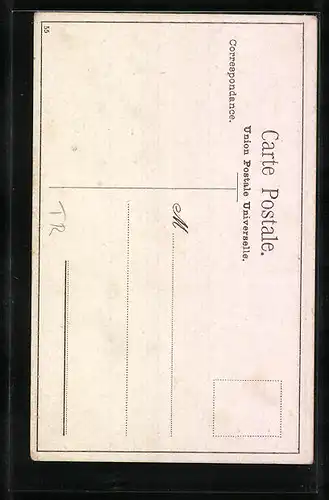 Carte Postale.
Union Postale Universelle.
Correspondance.
M
TR
55